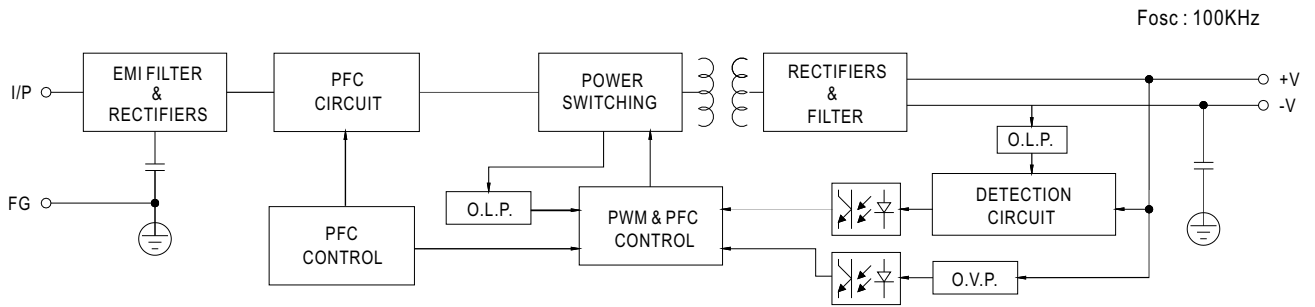 Fosc : 100KHz
I/P
EMI FILTER
&
RECTIFIERS
PFC
CIRCUIT
POWER
SWITCHING
RECTIFIERS
&
FILTER
+V
-V
O.L.P.
FG
O.L.P.
PFC
CONTROL
PWM & PFC
CONTROL
DETECTION
CIRCUIT
O.V.P.